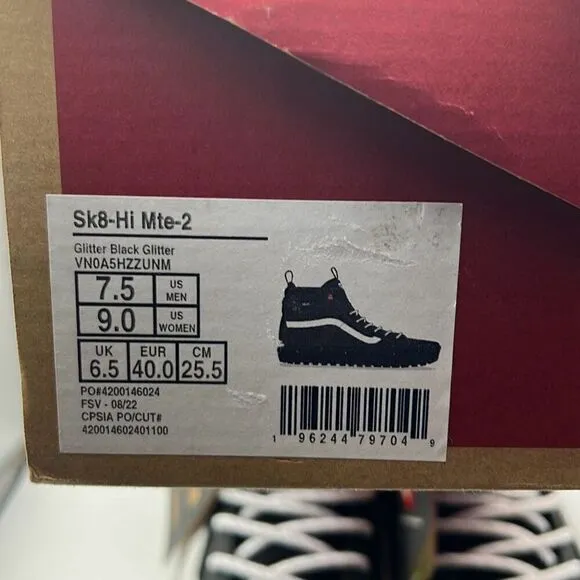 Sk8-Hi Mte-2
Glitter Black Glitter
VN0A5HZZUNM
7.5 US MEN
9.0 US WOMEN
UK EUR CM
6.5 40.0 25.5
PO#4200146024
FSV - 08/22
CPSIA PO/CUT#
420014602401100
1 96244 79704 9